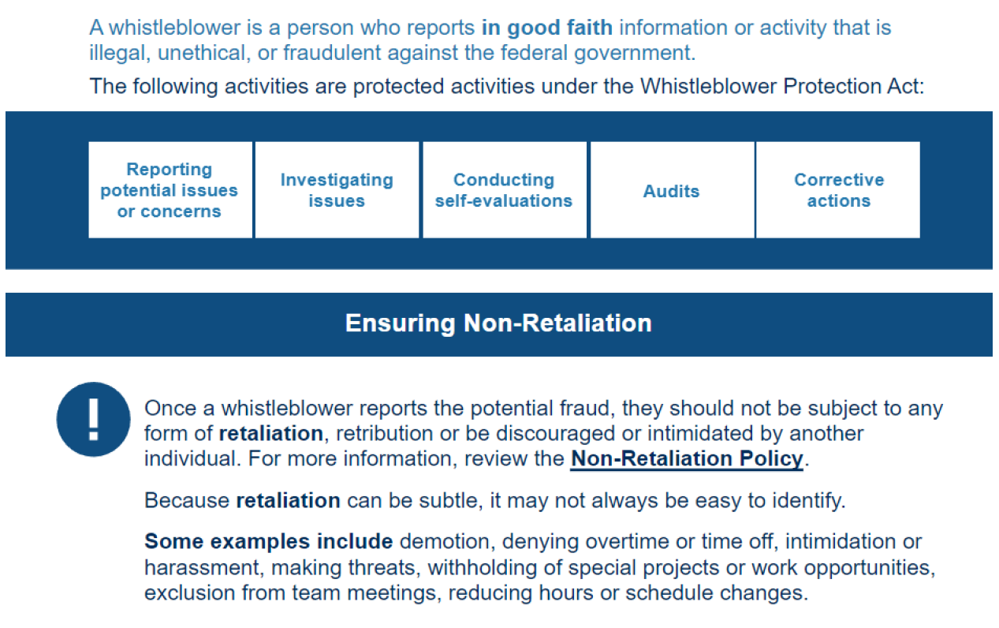 A whistleblower is a person who reports in good faith information or activity that is
illegal, unethical, or fraudulent against the federal government.
The following activities are protected activities under the Whistleblower Protection Act:
Reporting
potential issues
or concerns
Investigating
issues
Conducting
self-evaluations
Audits
Corrective
actions
Ensuring Non-Retaliation
!
Once a whistleblower reports the potential fraud, they should not be subject to any
form of retaliation, retribution or be discouraged or intimidated by another
individual. For more information, review the Non-Retaliation Policy.
Because retaliation can be subtle, it may not always be easy to identify.
Some examples include demotion, denying overtime or time off, intimidation or
harassment, making threats, withholding of special projects or work opportunities,
exclusion from team meetings, reducing hours or schedule changes.